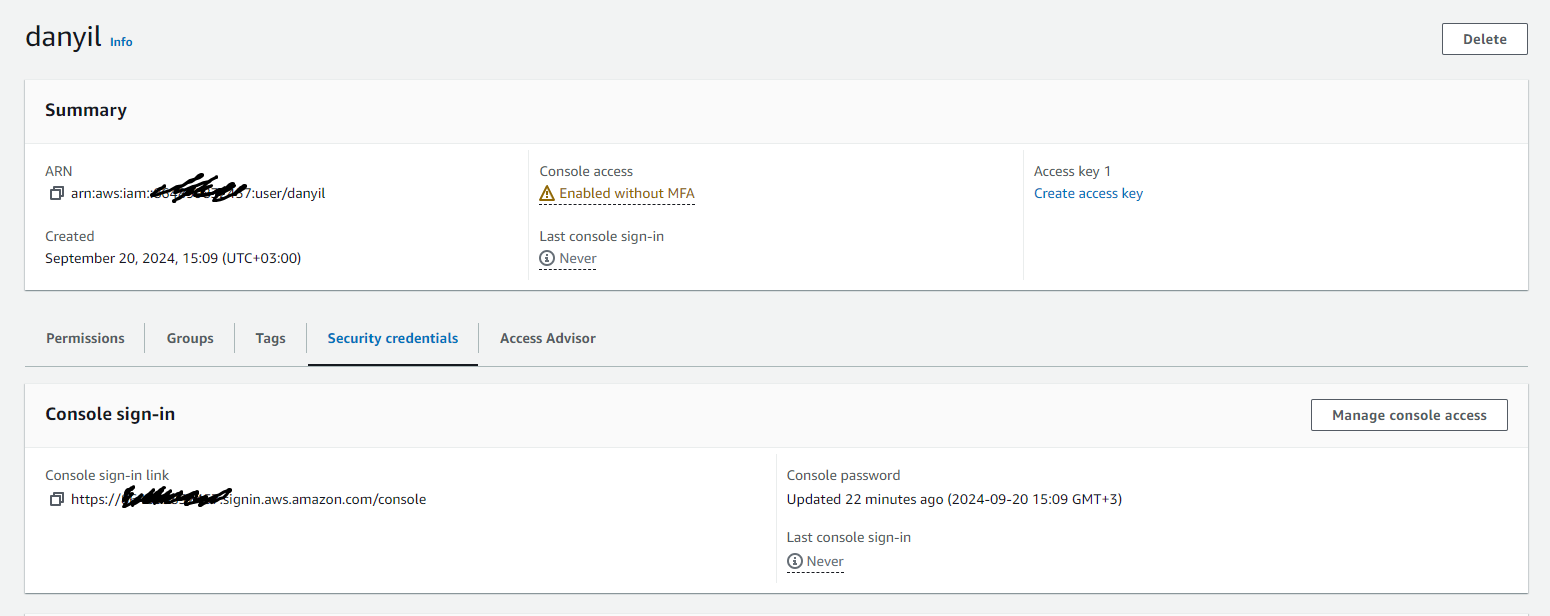 danyil Info
Delete
Summary
ARN
arn:aws:iam: :user/danyil
Created
September 20, 2024, 15:09 (UTC+03:00)
Console access
Enabled without MFA
Last console sign-in
Never
Access key 1
Create access key
Permissions
Groups
Tags
Security credentials
Access Advisor
Console sign-in
Manage console access
Console sign-in link
https:// .signin.aws.amazon.com/console
Console password
Updated 22 minutes ago (2024-09-20 15:09 GMT+3)
Last console sign-in
Never